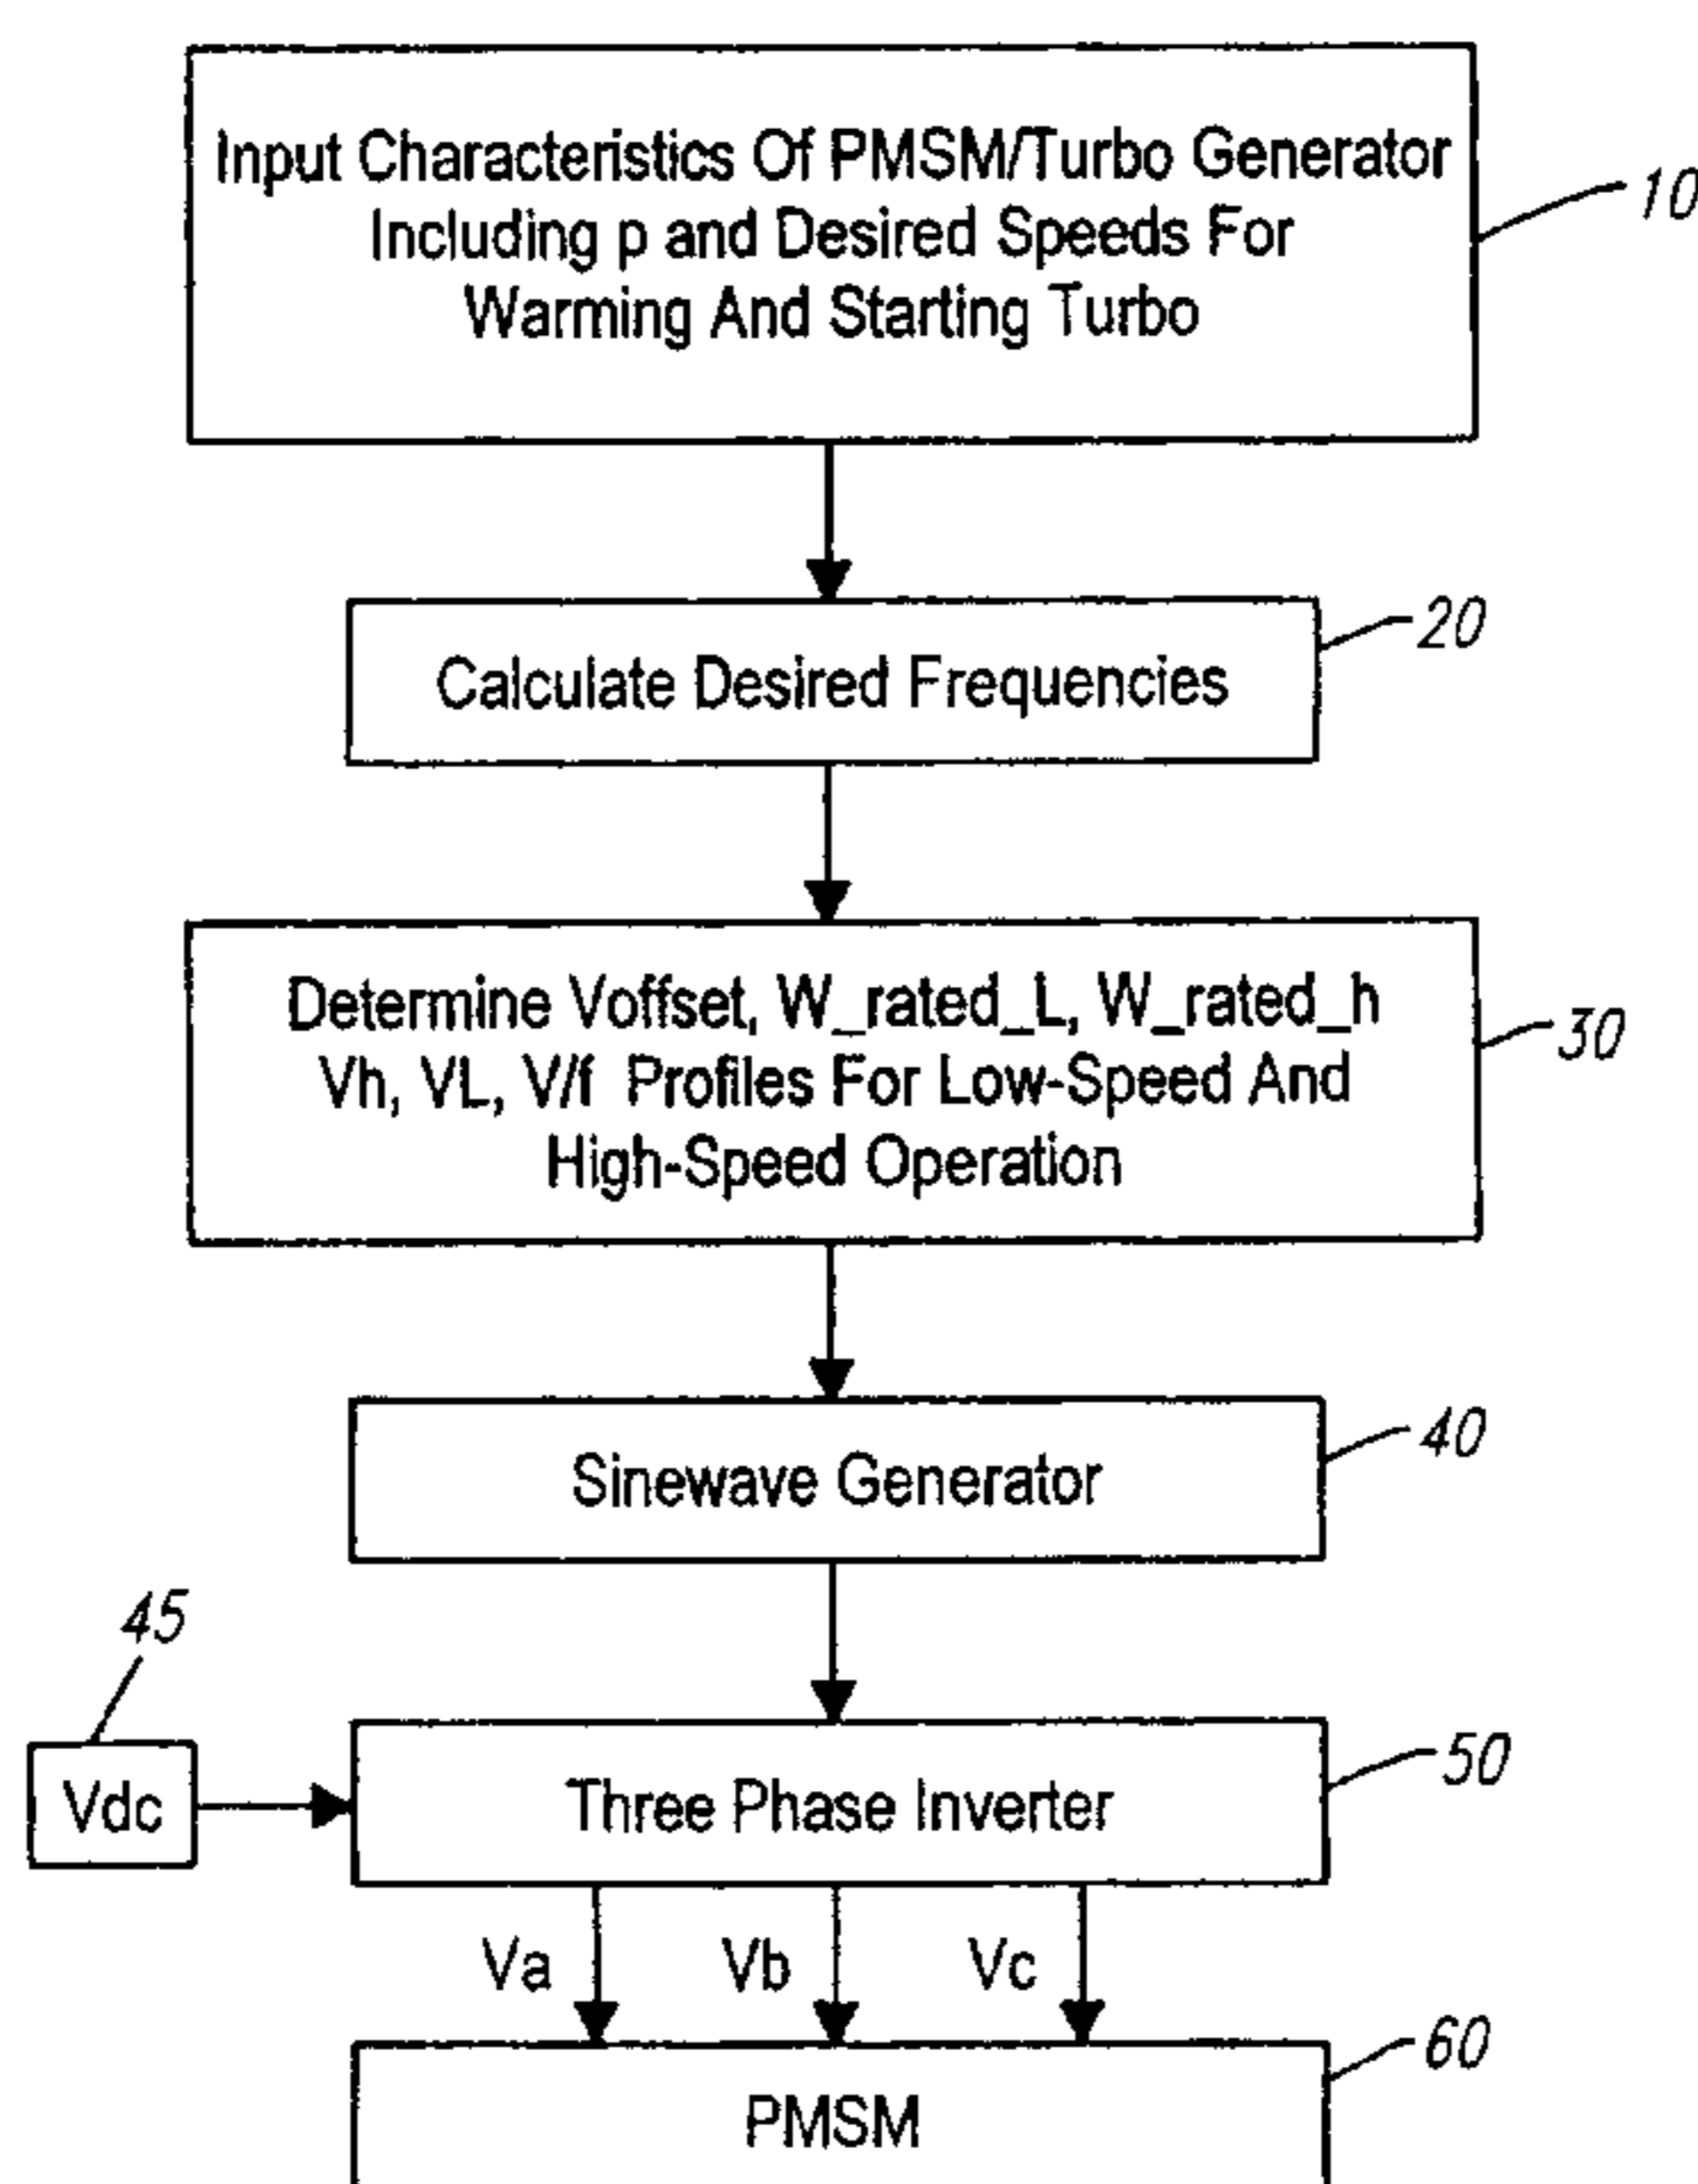 Input Characteristics Of PMSM/Turbo Generator
Including p and Desired Speeds For
Warming And Starting Turbo
10
Calculate Desired Frequencies
20
Determine Voffset, W_rated_L, W_rated_h
Vh, VL, V/f Profiles For Low-Speed And
High-Speed Operation
30
Sinewave Generator
40
45
Vdc
Three Phase Inverter
50
Va
Vb
Vc
PMSM
60